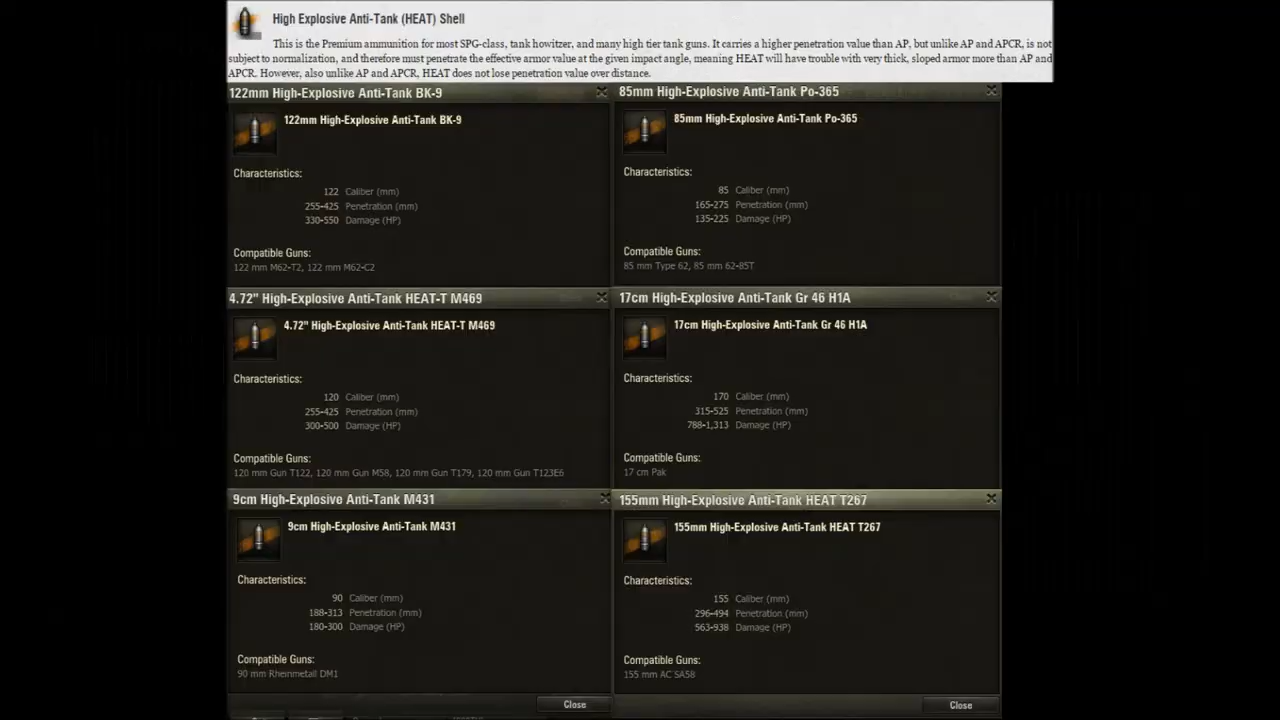 High Explosive Anti-Tank (HEAT) Shell
This is the Premium ammunition for most SPG-class, tank howitzer, and many high tier tank guns. It carries a higher penetration value than AP, but unlike AP and APCR, is not
subject to normalization, and therefore must penetrate the effective armor value at the given impact angle, meaning HEAT will have trouble with very thick, sloped armor more than AP and
APCR. However, also unlike AP and APCR, HEAT does not lose penetration value over distance.
122mm High-Explosive Anti-Tank BK-9
122mm High-Explosive Anti-Tank BK-9
Characteristics:
122 Caliber (mm)
255-425 Penetration (mm)
330-550 Damage (HP)
Compatible Guns:
122 mm M62-T2, 122 mm M62-C2
85mm High-Explosive Anti-Tank Po-365
85mm High-Explosive Anti-Tank Po-365
Characteristics:
85 Caliber (mm)
165-275 Penetration (mm)
135-225 Damage (HP)
Compatible Guns:
85 mm Type 62, 85 mm 62-85T
4.72" High-Explosive Anti-Tank HEAT-T M469
4.72" High-Explosive Anti-Tank HEAT-T M469
Characteristics:
120 Caliber (mm)
255-425 Penetration (mm)
300-500 Damage (HP)
Compatible Guns:
120 mm Gun T122, 120 mm Gun M58, 120 mm Gun T179, 120 mm Gun T123E6
17cm High-Explosive Anti-Tank Gr 46 H1A
17cm High-Explosive Anti-Tank Gr 46 H1A
Characteristics:
170 Caliber (mm)
315-525 Penetration (mm)
788-1,313 Damage (HP)
Compatible Guns:
17 cm Pak
9cm High-Explosive Anti-Tank M431
9cm High-Explosive Anti-Tank M431
Characteristics:
90 Caliber (mm)
188-313 Penetration (mm)
180-300 Damage (HP)
Compatible Guns:
90 mm Rheinmetall DM1
Close
155mm High-Explosive Anti-Tank HEAT T267
155mm High-Explosive Anti-Tank HEAT T267
Characteristics:
155 Caliber (mm)
296-494 Penetration (mm)
563-938 Damage (HP)
Compatible Guns:
155 mm AC SA58
Close